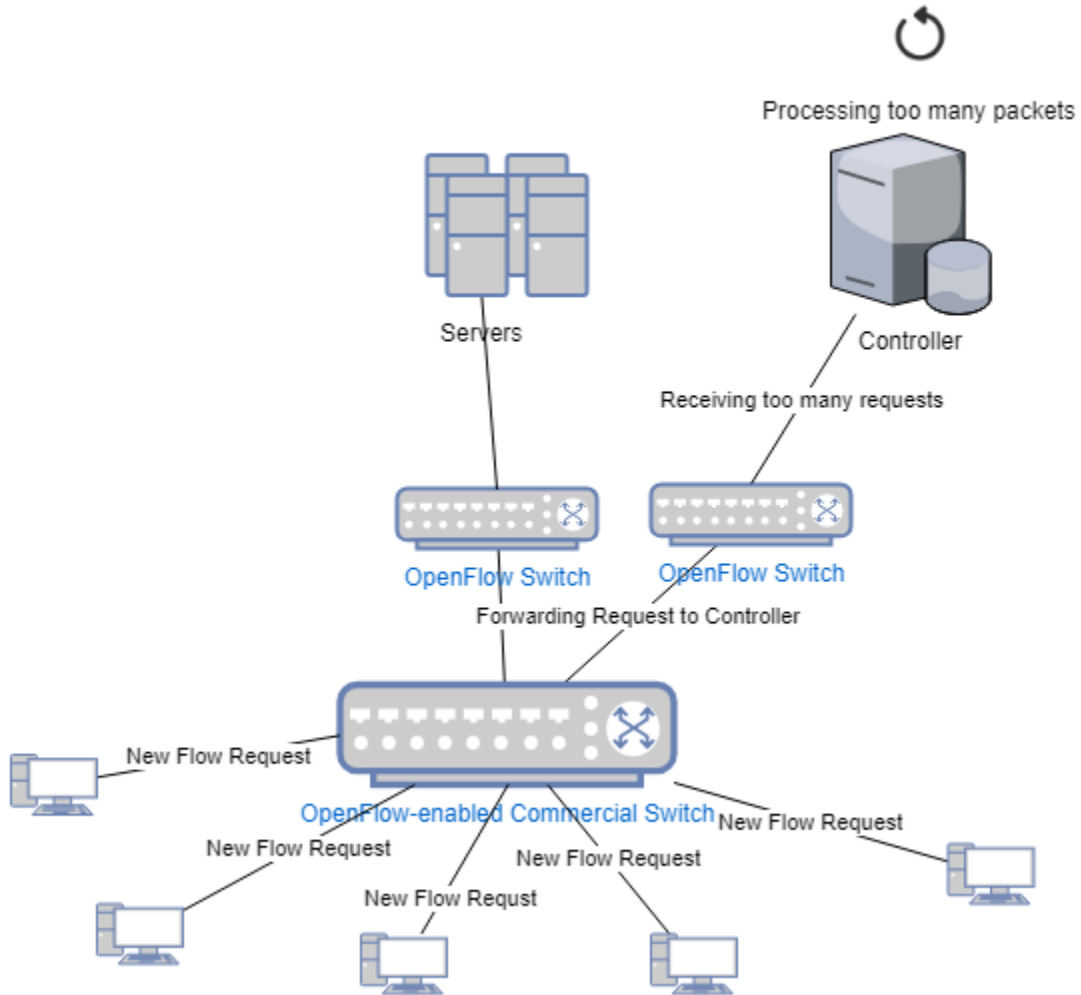 Processing too many packets
Servers
Controller
Receiving too many requests
OpenFlow Switch
OpenFlow Switch
Forwarding Request to Controller
New Flow Request
OpenFlow-enabled Commercial Switch
New Flow Request
New Flow Request
New Flow Request
New Flow Requst